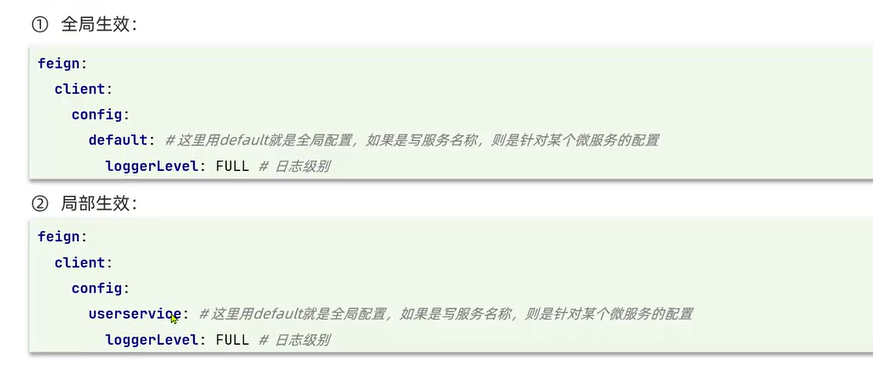 ① 全局生效：
feign:
client:
config:
default: # 这里用default就是全局配置，如果是写服务名称，则是针对某个微服务的配置
loggerLevel: FULL # 日志级别
② 局部生效：
feign:
client:
config:
userservice: # 这里用default就是全局配置，如果是写服务名称，则是针对某个微服务的配置
loggerLevel: FULL # 日志级别